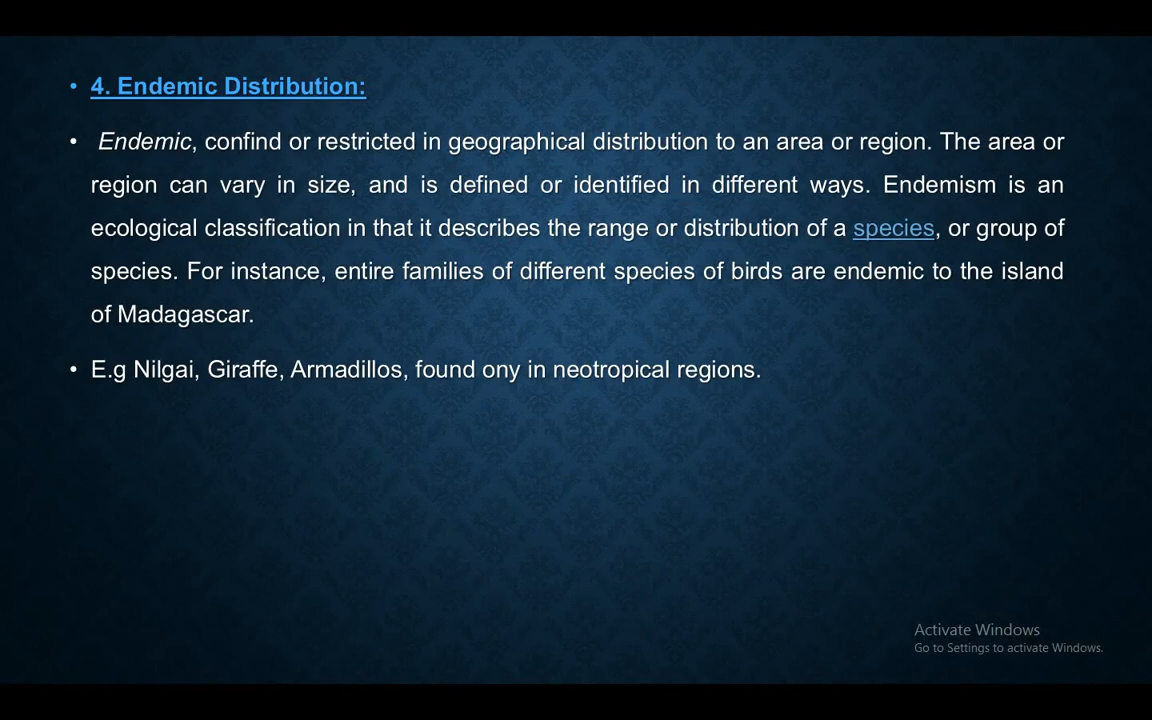 • 4. Endemic Distribution:
• Endemic, confind or restricted in geographical distribution to an area or region. The area or
region can vary in size, and is defined or identified in different ways. Endemism is an
ecological classification in that it describes the range or distribution of a species, or group of
species. For instance, entire families of different species of birds are endemic to the island
of Madagascar.
• E.g Nilgai, Giraffe, Armadillos, found ony in neotropical regions.
Activate Windows
Go to Settings to activate Windows.